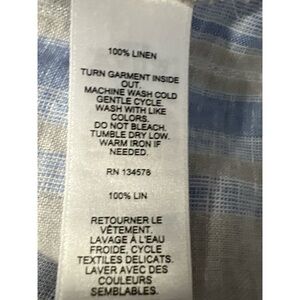 100% LINEN
TURN GARMENT INSIDE
OUT.
MACHINE WASH COLD
GENTLE CYCLE.
WASH WITH LIKE
COLORS.
DO NOT BLEACH.
TUMBLE DRY LOW.
WARM IRON IF
NEEDED.
RN 134578
100% LIN
RETOURNER LE
VÊTEMENT.
LAVAGE À L'EAU
FROIDE, CYCLE
TEXTILES DELICATS.
LAVER AVEC DES
COULEURS
SEMBLABLES.